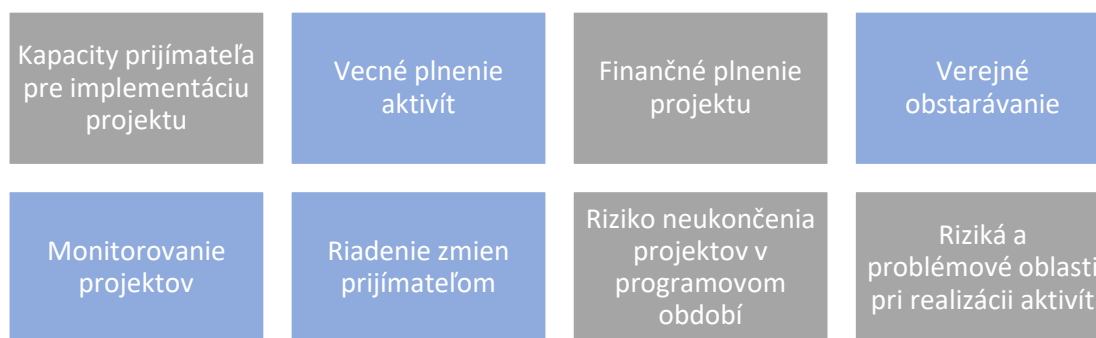 Kapacity prijímateľa
pre implementáciu
projektu
Vecné plnenie
aktivít
Finančné plnenie
projektu
Verejné
obstarávanie
Monitorovanie
projektov
Riadenie zmien
prijímateľom
Riziko neukončenia
projektov v
programovom
období
Riziká a
problémové oblasti
pri realizácii aktivít